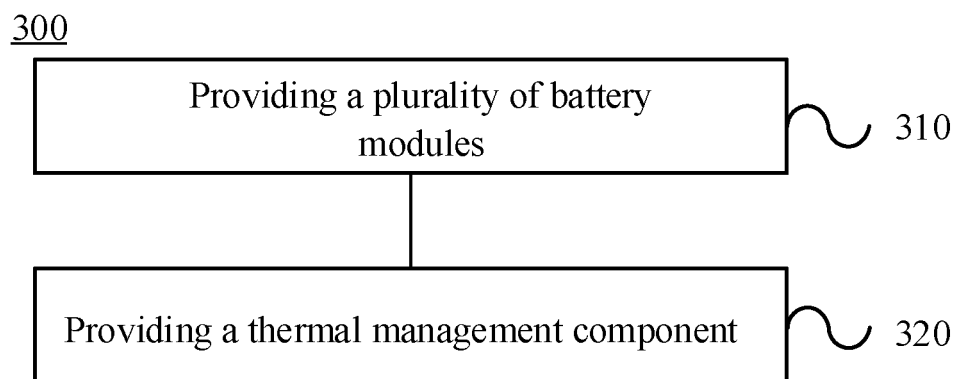 300
Providing a plurality of battery
modules
310
Providing a thermal management component
320